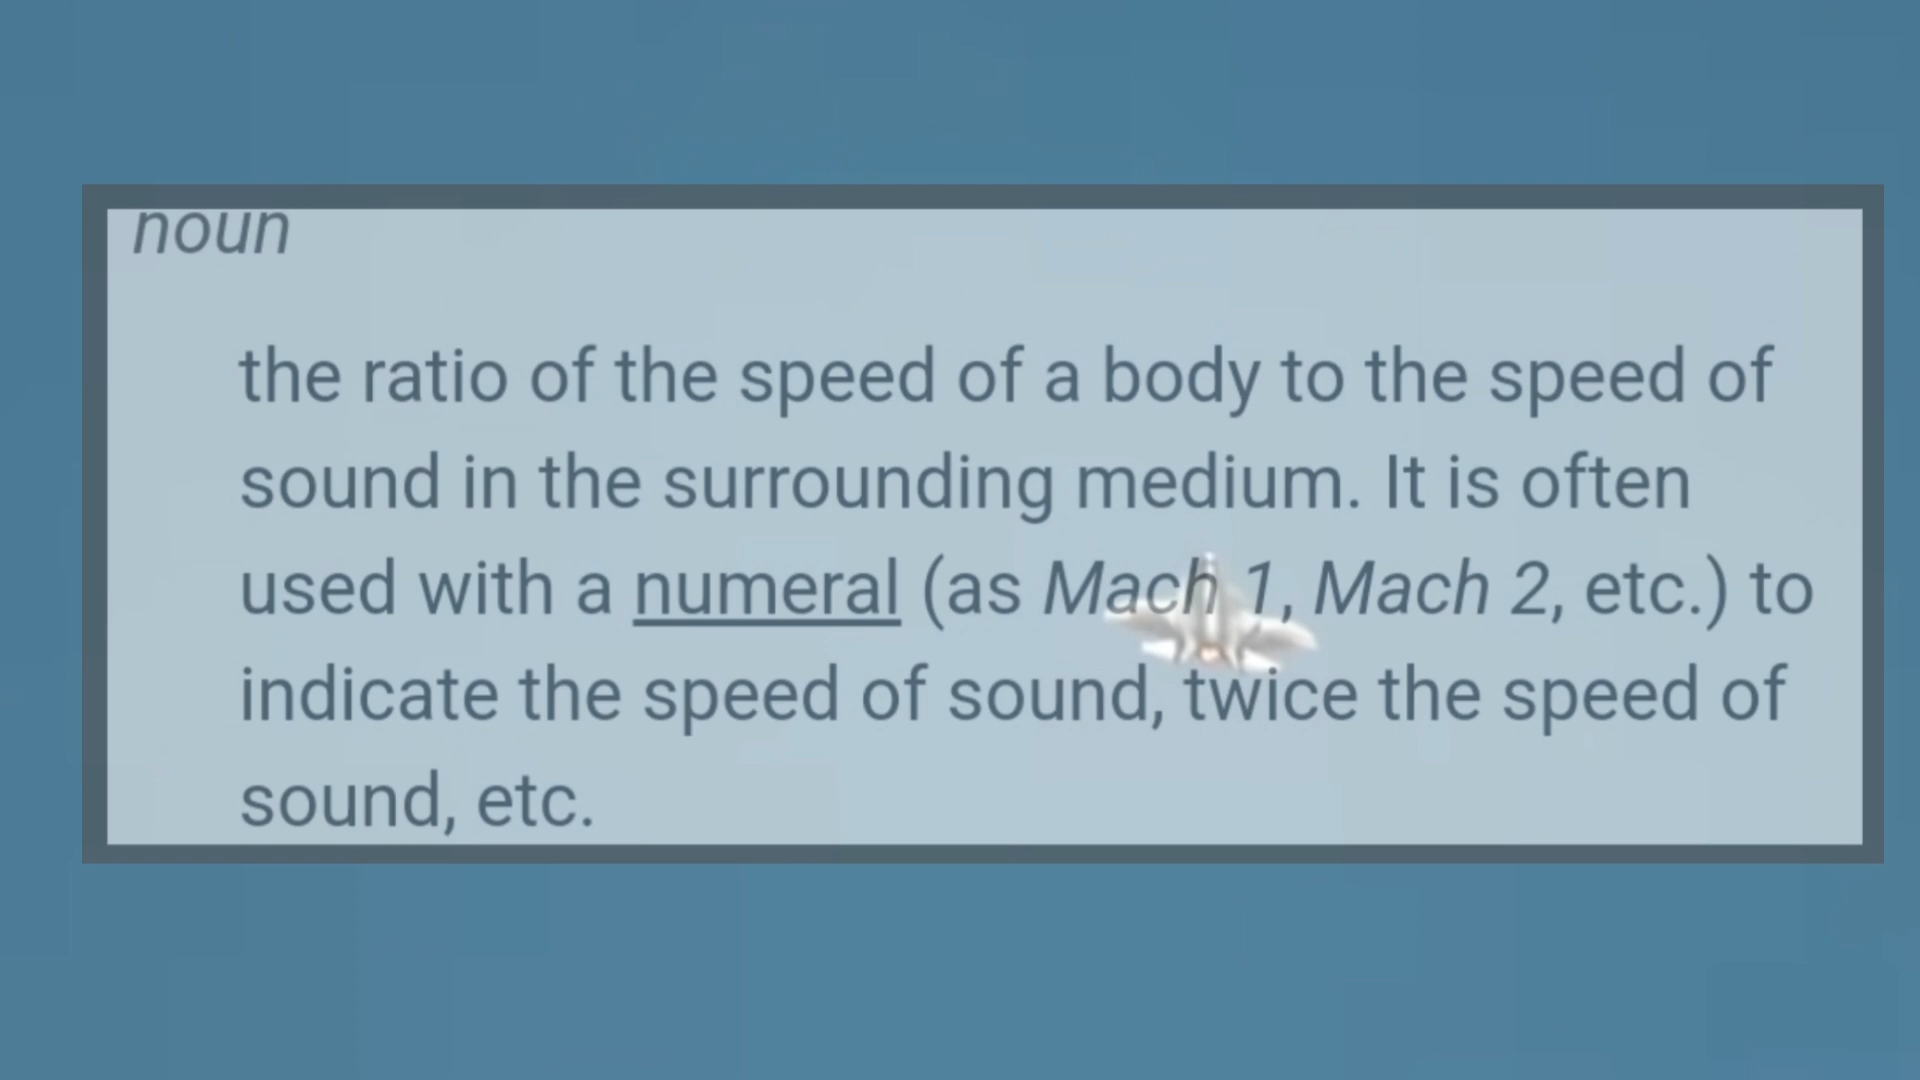 noun
the ratio of the speed of a body to the speed of
sound in the surrounding medium. It is often
used with a numeral (as Mach 1, Mach 2, etc.) to
indicate the speed of sound, twice the speed of
sound, etc.